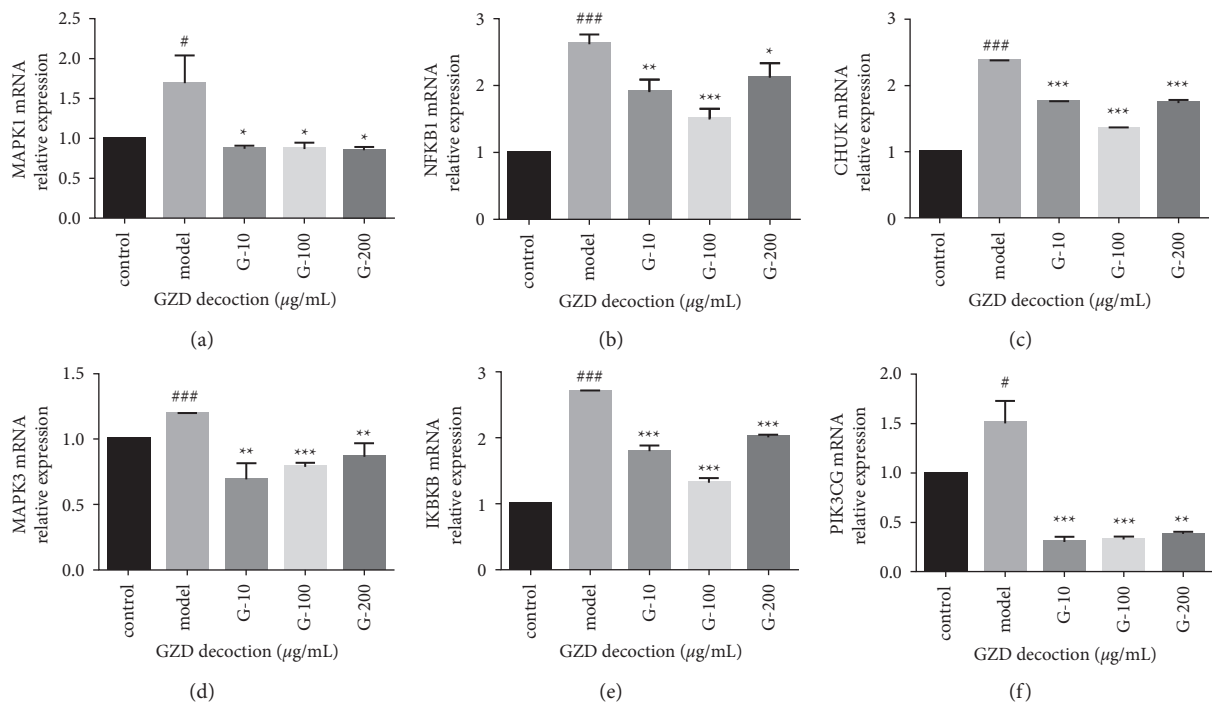 MAPK1 mRNA
relative expression
2.5
2.0
1.5
1.0
0.5
0.0
#
*
*
*
control
model
G-10
G-100
G-200
GZD decoction (μg/mL)
(a)
NFKB1 mRNA
relative expression
3
2
1
0
###
**
***
*
control
model
G-10
G-100
G-200
GZD decoction (μg/mL)
(b)
CHUK mRNA
relative expression
3
2
1
0
###
***
***
***
control
model
G-10
G-100
G-200
GZD decoction (μg/mL)
(c)
MAPK3 mRNA
relative expression
1.5
1.0
0.5
0.0
###
**
***
**
control
model
G-10
G-100
G-200
GZD decoction (μg/mL)
(d)
IKBKB mRNA
relative expression
3
2
1
0
###
***
***
***
control
model
G-10
G-100
G-200
GZD decoction (μg/mL)
(e)
PIK3CG mRNA
relative expression
2.0
1.5
1.0
0.5
0.0
#
***
***
**
control
model
G-10
G-100
G-200
GZD decoction (μg/mL)
(f)